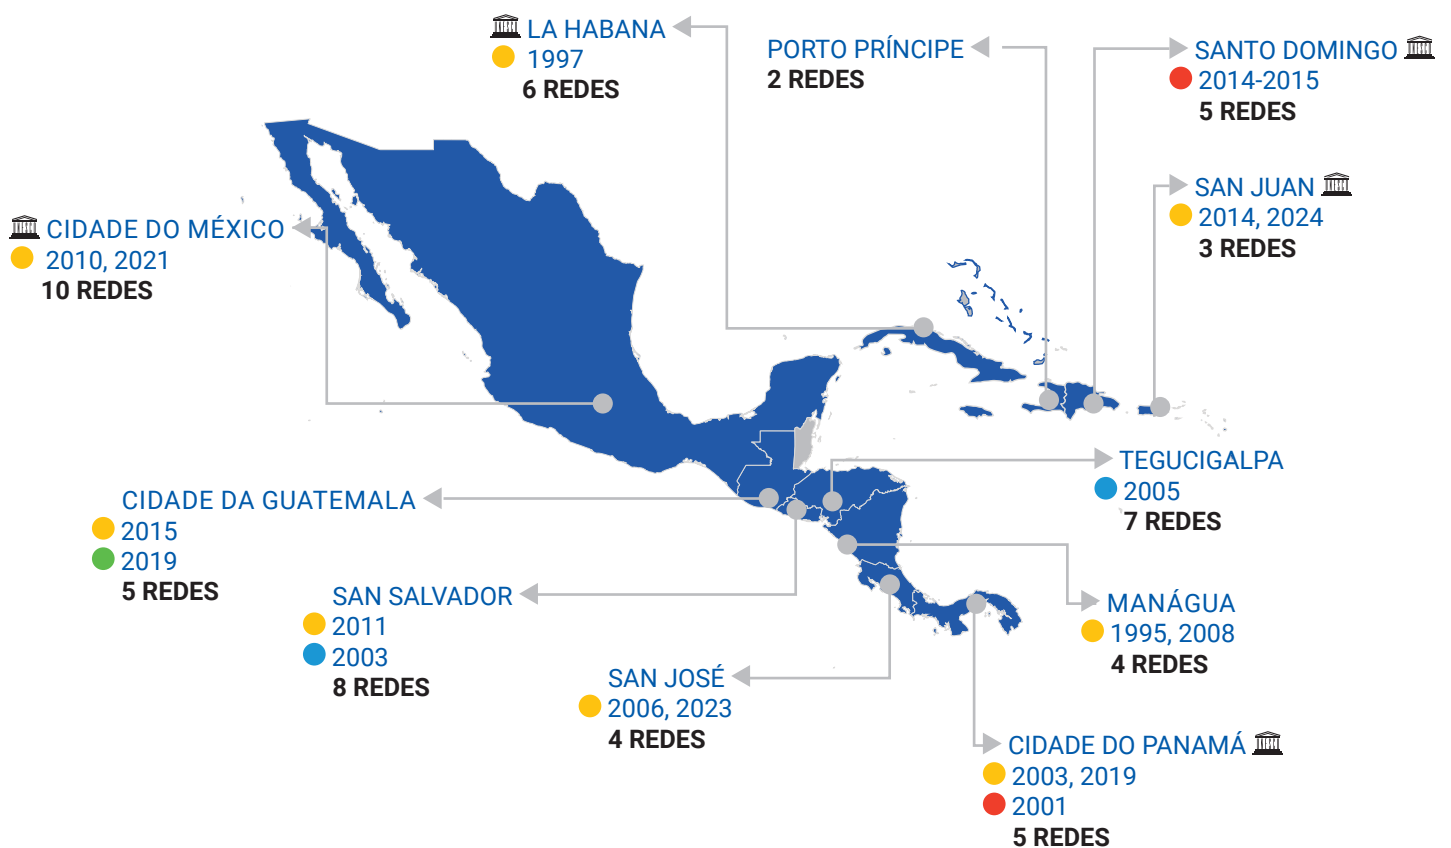 LA HABANA
1997
6 REDES
PORTO PRÍNCIPE
2 REDES
SANTO DOMINGO
2014-2015
5 REDES
SAN JUAN
2014, 2024
3 REDES
CIDADE DO MÉXICO
2010, 2021
10 REDES
TEGUCIGALPA
2005
7 REDES
CIDADE DA GUATEMALA
2015
2019
5 REDES
SAN SALVADOR
2011
2003
8 REDES
MANÁGUA
1995, 2008
4 REDES
SAN JOSÉ
2006, 2023
4 REDES
CIDADE DO PANAMÁ
2003, 2019
2001
5 REDES